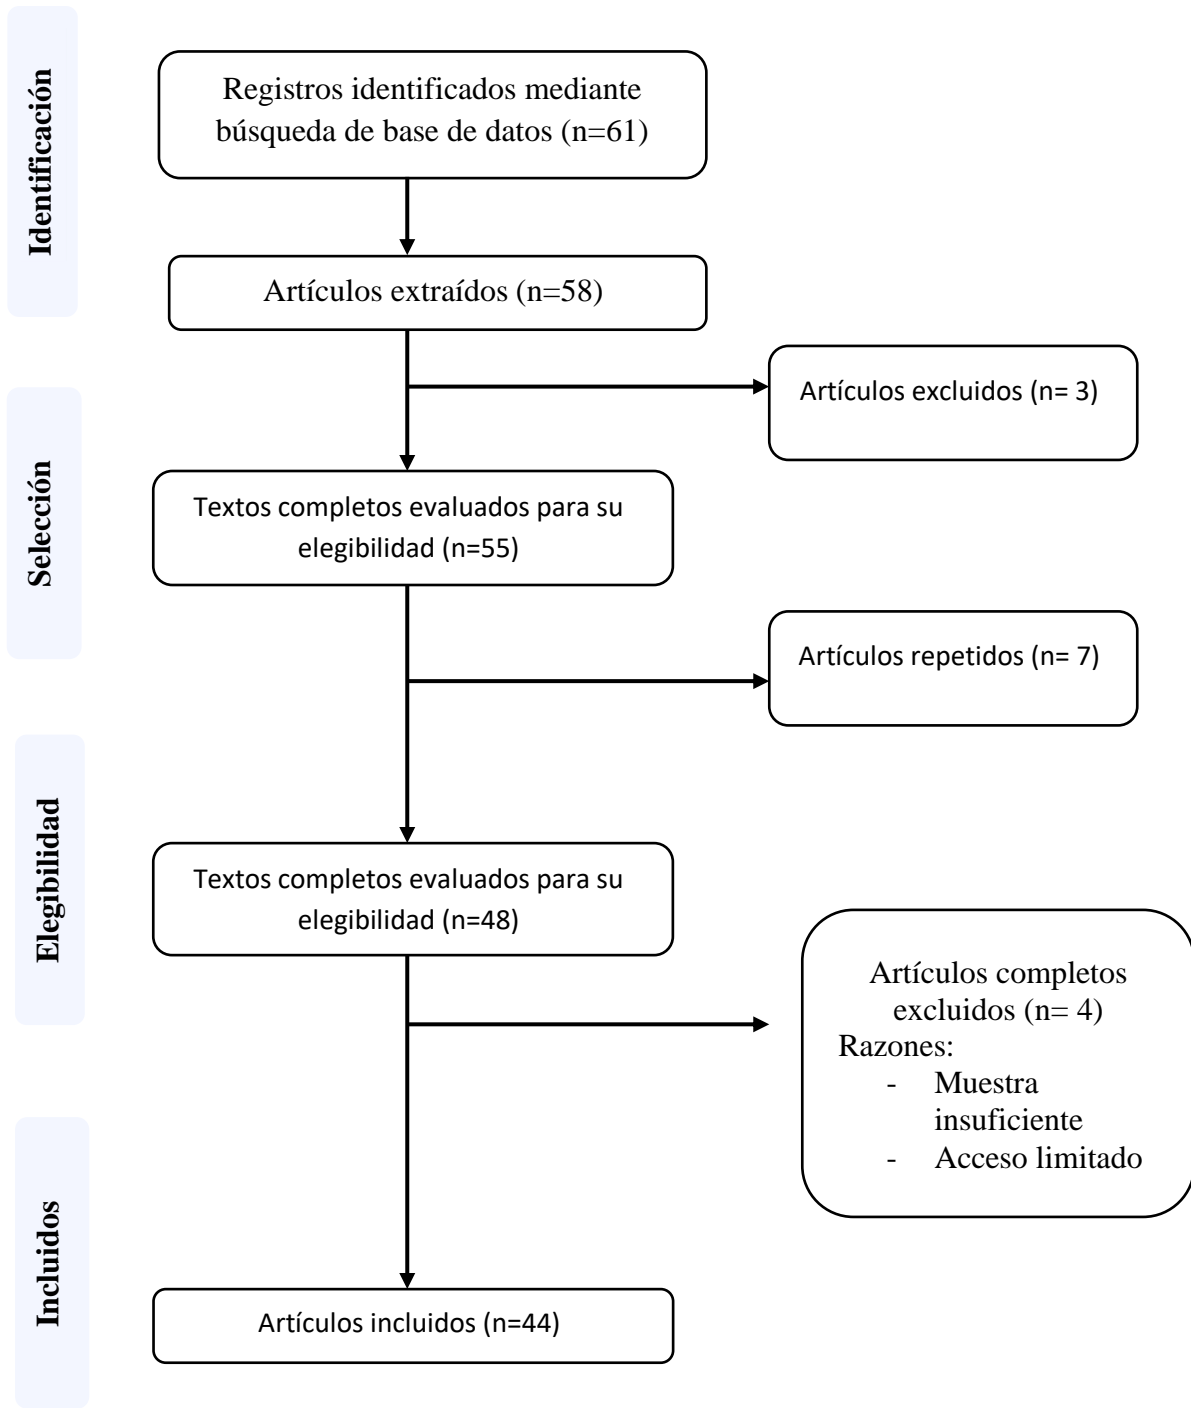 Identificación
Registros identificados mediante
búsqueda de base de datos (n=61)
Artículos extraídos (n=58)
Artículos excluidos (n= 3)
Selección
Textos completos evaluados para su
elegibilidad (n=55)
Artículos repetidos (n= 7)
Elegibilidad
Textos completos evaluados para su
elegibilidad (n=48)
Artículos completos
excluidos (n= 4)
Razones:
- Muestra
insuficiente
- Acceso limitado
Incluidos
Artículos incluidos (n=44)